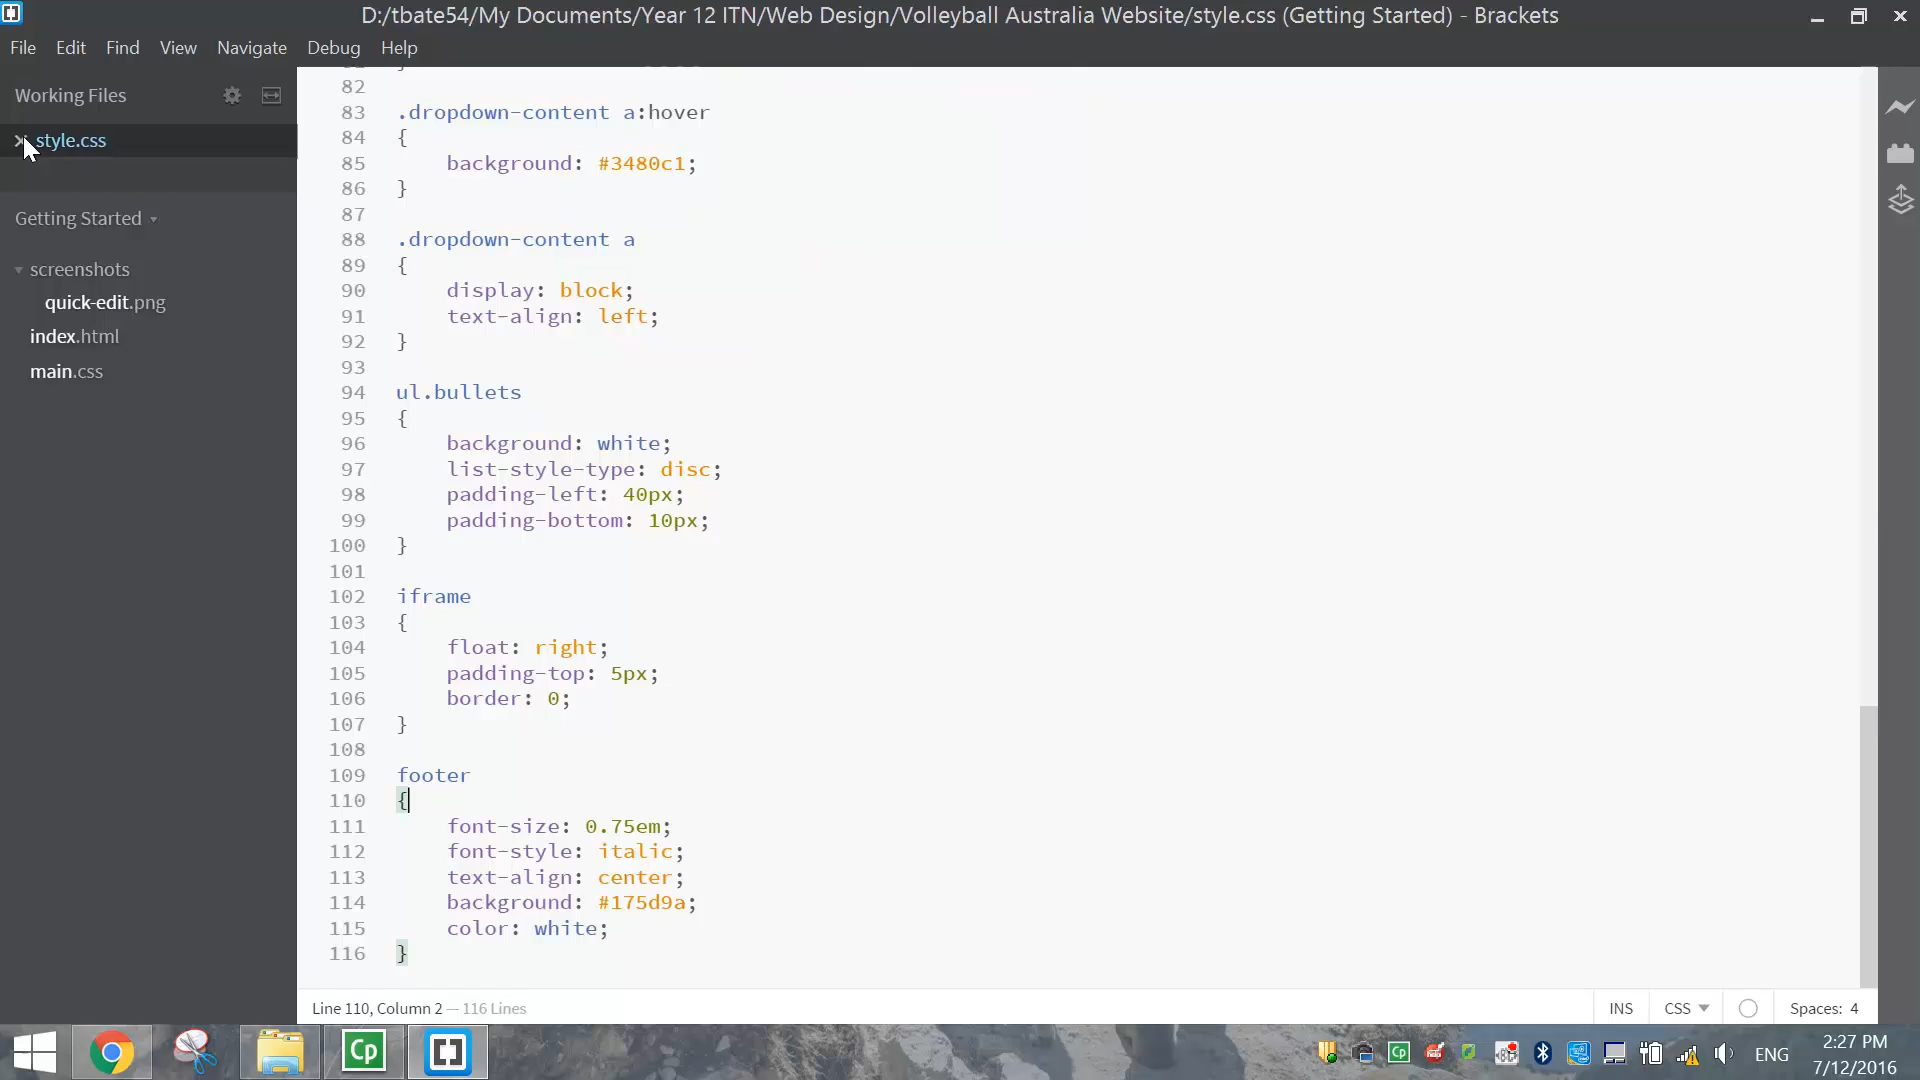 D:/tbate54/My Documents/Year 12 ITN/Web Design/Volleyball Australia Website/style.css (Getting Started) - Brackets
File Edit Find View Navigate Debug Help
Working Files
style.css
Getting Started
screenshots
quick-edit.png
index.html
main.css
82
83 .dropdown-content a:hover
84 {
85 background: #3480c1;
86 }
87
88 .dropdown-content a
89 {
90 display: block;
91 text-align: left;
92 }
93
94 ul.bullets
95 {
96 background: white;
97 list-style-type: disc;
98 padding-left: 40px;
99 padding-bottom: 10px;
100 }
101
102 iframe
103 {
104 float: right;
105 padding-top: 5px;
106 border: 0;
107 }
108
109 footer
110 {
111 font-size: 0.75em;
112 font-style: italic;
113 text-align: center;
114 background: #175d9a;
115 color: white;
116 }
Line 110, Column 2 — 116 Lines
INS CSS Spaces: 4
Cp
Cp
ENG
2:27 PM
7/12/2016